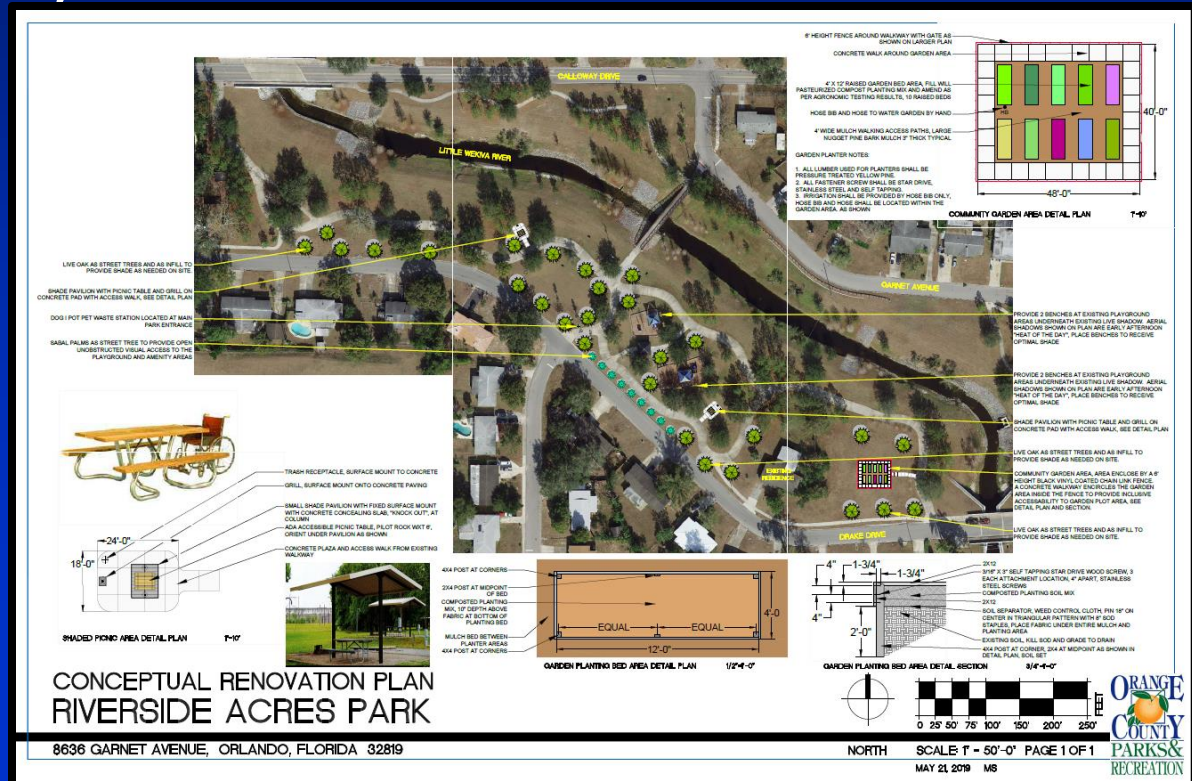 6' HEIGHT FENCE AROUND WALKWAY WITH GATE AS
SHOWN ON LARGER PLAN
CONCRETE WALK AROUND GARDEN AREA
4' X 12' RAISED GARDEN BED AREA, FILL WILL
PASTEURIZED COMPOST PLANTING MIX AND AMEND AS
PER AGRONOMIC TESTING RESULTS, 10 RAISED BEDS
HOSE BIB AND HOSE TO WATER GARDEN BY HAND
4' WIDE MULCH WALKING ACCESS PATHS, LARGE
NUGGET PINE BARK MULCH 3" THICK TYPICAL
GARDEN PLANTER NOTES:
1. ALL LUMBER USED FOR PLANTERS SHALL BE
PRESSURE TREATED YELLOW PINE.
2. ALL FASTENER SCREW SHALL BE STAR DRIVE,
STAINLESS STEEL AND SELF TAPPING.
3. IRRIGATION SHALL BE PROVIDED BY HOSE BIB ONLY,
HOSE BIB AND HOSE SHALL BE LOCATED WITHIN THE
GARDEN AREA. AS SHOWN
HB
40'-0"
48'-0"
COMMUNITY GARDEN AREA DETAIL PLAN 1"-10'
CALLOWAY DRIVE
LITTLE WEKIVA RIVER
GARNET AVENUE
EXISTING
RESIDENCE
DRAKE DRIVE
LIVE OAK AS STREET TREES AND AS INFILL TO
PROVIDE SHADE AS NEEDED ON SITE.
SHADE PAVILION WITH PICNIC TABLE AND GRILL ON
CONCRETE PAD WITH ACCESS WALK, SEE DETAIL PLAN
DOG I POT PET WASTE STATION LOCATED AT MAIN
PARK ENTRANCE
SABAL PALMS AS STREET TREE TO PROVIDE OPEN
UNOBSTRUCTED VISUAL ACCESS TO THE
PLAYGROUND AND AMENITY AREAS
PROVIDE 2 BENCHES AT EXISTING PLAYGROUND
AREAS UNDERNEATH EXISTING LIVE SHADOW. AERIAL
SHADOWS SHOWN ON PLAN ARE EARLY AFTERNOON
"HEAT OF THE DAY", PLACE BENCHES TO RECEIVE
OPTIMAL SHADE
PROVIDE 2 BENCHES AT EXISTING PLAYGROUND
AREAS UNDERNEATH EXISTING LIVE SHADOW. AERIAL
SHADOWS SHOWN ON PLAN ARE EARLY AFTERNOON
"HEAT OF THE DAY", PLACE BENCHES TO RECEIVE
OPTIMAL SHADE
SHADE PAVILION WITH PICNIC TABLE AND GRILL ON
CONCRETE PAD WITH ACCESS WALK, SEE DETAIL PLAN
LIVE OAK AS STREET TREES AND AS INFILL TO
PROVIDE SHADE AS NEEDED ON SITE.
COMMUNITY GARDEN AREA, AREA ENCLOSE BY A 6'
HEIGHT BLACK VINYL COATED CHAIN LINK FENCE.
A CONCRETE WALKWAY ENCIRCLES THE GARDEN
AREA INSIDE THE FENCE TO PROVIDE INCLUSIVE
ACCESSABILITY TO GARDEN PLOT AREA, SEE
DETAIL PLAN AND SECTION.
LIVE OAK AS STREET TREES AND AS INFILL TO
PROVIDE SHADE AS NEEDED ON SITE.
TRASH RECEPTACLE, SURFACE MOUNT TO CONCRETE
GRILL, SURFACE MOUNT ONTO CONCRETE PAVING
SMALL SHADE PAVILION WITH FIXED SURFACE MOUNT
WITH CONCRETE CONCEALING SLAB, "KNOCK OUT", AT
COLUMN
ADA ACCESSIBLE PICNIC TABLE, PILOT ROCK WXT 6',
ORIENT UNDER PAVILION AS SHOWN
CONCRETE PLAZA AND ACCESS WALK FROM EXISTING
WALKWAY
24'-0"
18'-0"
SHADED PICNIC AREA DETAIL PLAN 1"-10'
4X4 POST AT CORNERS
2X4 POST AT MIDPOINT
OF BED
COMPOSTED PLANTING
MIX, 10" DEPTH ABOVE
FABRIC AT BOTTOM OF
PLANTING BED
MULCH BED BETWEEN
PLANTER AREAS
4X4 POST AT CORNERS
EQUAL EQUAL
4'-0
12'-0"
GARDEN PLANTING BED AREA DETAIL PLAN 1/2"=1'-0"
4" 1-3/4"
1-3/4"
4"
2'-0"
2X12
3/16" X 3" SELF TAPPING STAR DRIVE WOOD SCREW, 3
EACH ATTACHMENT LOCATION, 4" APART, STAINLESS
STEEL SCREWS
COMPOSTED PLANTING SOIL MIX
2X12
SOIL SEPARATOR, WEED CONTROL CLOTH, PIN 18" ON
CENTER IN TRIANGULAR PATTERN WITH 8" SOD
STAPLES, PLACE FABRIC UNDER ENTIRE MULCH AND
PLANTING AREA
EXISTING SOIL, KILL SOD AND GRADE TO DRAIN
4X4 POST AT CORNER, 2X4 AT MIDPOINT AS SHOWN IN
DETAIL PLAN, SOIL SET
GARDEN PLANTING BED AREA DETAIL SECTION 3/4"=1'-0"
CONCEPTUAL RENOVATION PLAN
RIVERSIDE ACRES PARK
8636 GARNET AVENUE, ORLANDO, FLORIDA 32819
0 25' 50' 75' 100' 150' 200' 250'
FEET
NORTH SCALE: 1" = 50'-0" PAGE 1 OF 1
MAY 21, 2019 MS
ORANGE
COUNTY
PARKS&
RECREATION